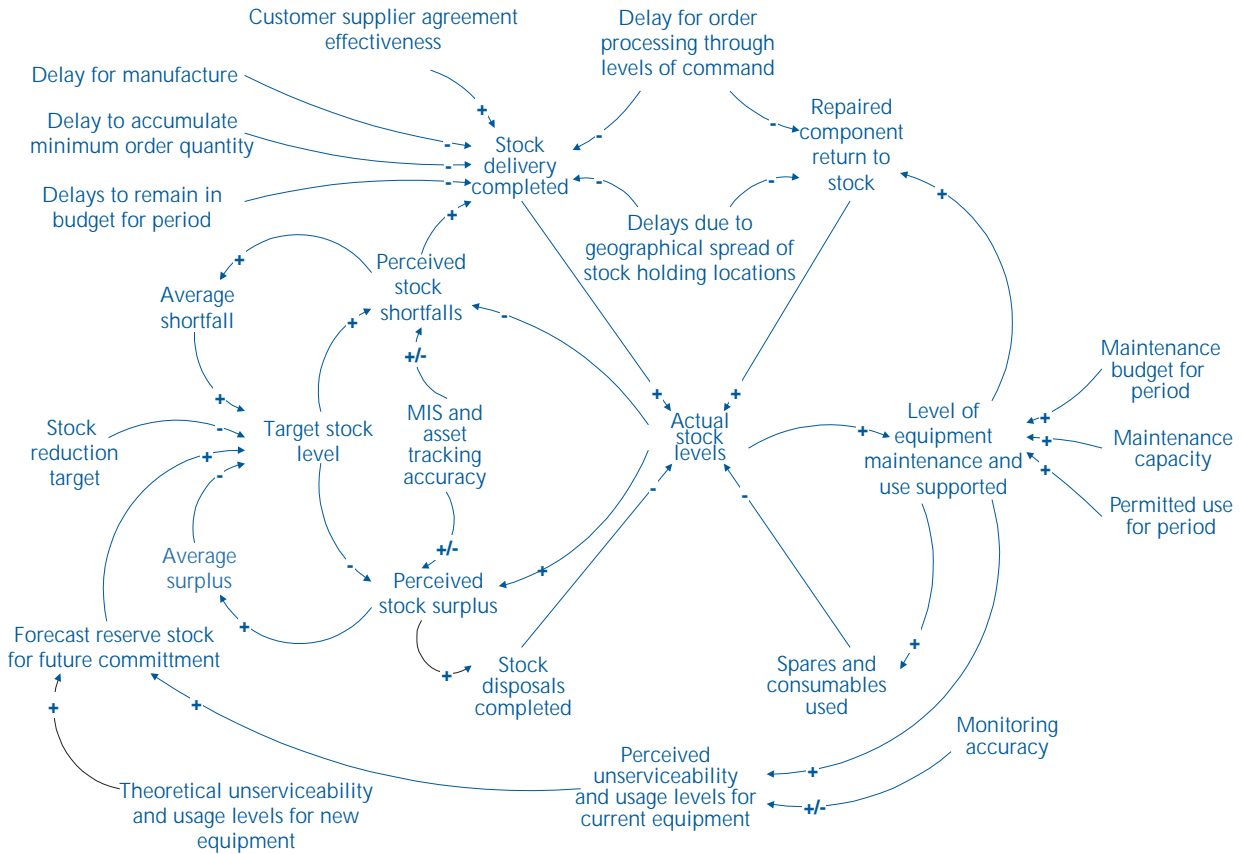 Customer supplier agreement
effectiveness
Delay for order
processing through
levels of command
Delay for manufacture
Delay to accumulate
minimum order quantity
Delays to remain in
budget for period
+
-
-
-
+
Stock
delivery
completed
-
-
-
-
Repaired
component
return to
stock
+
Delays due to
geographical spread of
stock holding locations
+
Perceived
stock
shortfalls
Average
shortfall
+
+/-
-
+
+
+
Stock
reduction
target
-
+
-
Target stock
level
MIS and
asset
tracking
accuracy
Actual
stock
levels
+
Level of
equipment
maintenance and
use supported
+
+
+
Maintenance
budget for
period
Maintenance
capacity
Permitted use
for period
-
-
Average
surplus
-
+/-
+
Perceived
stock surplus
+
Forecast reserve stock
for future committment
+
Stock
disposals
completed
Spares and
consumables
used
+
+
+
Theoretical unserviceability
and usage levels for new
equipment
Perceived
unserviceability
and usage levels for
current equipment
+
+/-
Monitoring
accuracy